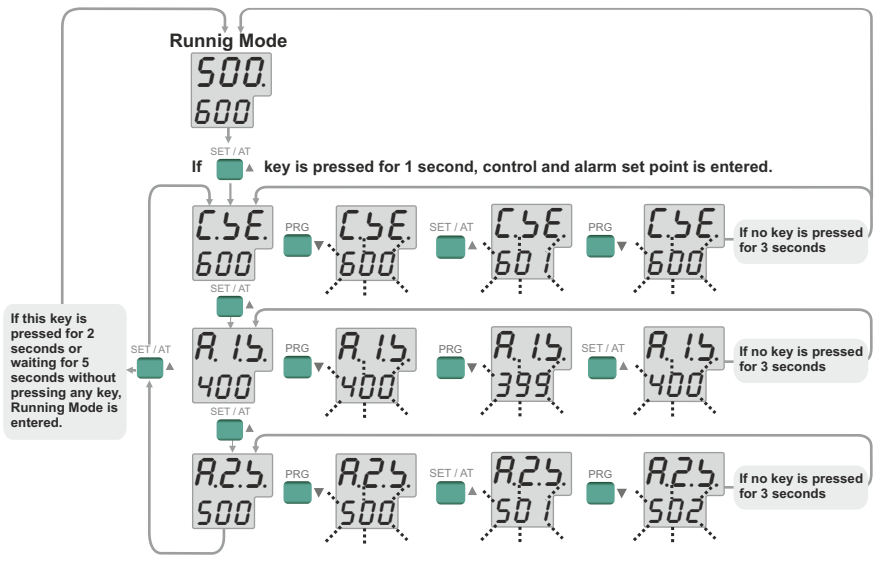 Runnig Mode
500.
600
SET / AT
If ▲ key is pressed for 1 second, control and alarm set point is entered.
C.SE. PRG ▼ C.SE. SET / AT ▲ C.SE. PRG ▼ C.SE.
600 600 601 600
If no key is pressed
for 3 seconds
SET / AT ▲
A.1.S. PRG ▼ A.1.S. PRG ▼ A.1.S. SET / AT ▲ A.1.S.
400 400 399 400
If no key is pressed
for 3 seconds
If this key is
pressed for 2
seconds or
waiting for 5
seconds without
pressing any key,
Running Mode is
entered.
SET / AT ▲
SET / AT ▲
A.2.S. PRG ▼ A.2.S. SET / AT ▲ A.2.S. PRG ▼ A.2.S.
500 500 501 502
If no key is pressed
for 3 seconds